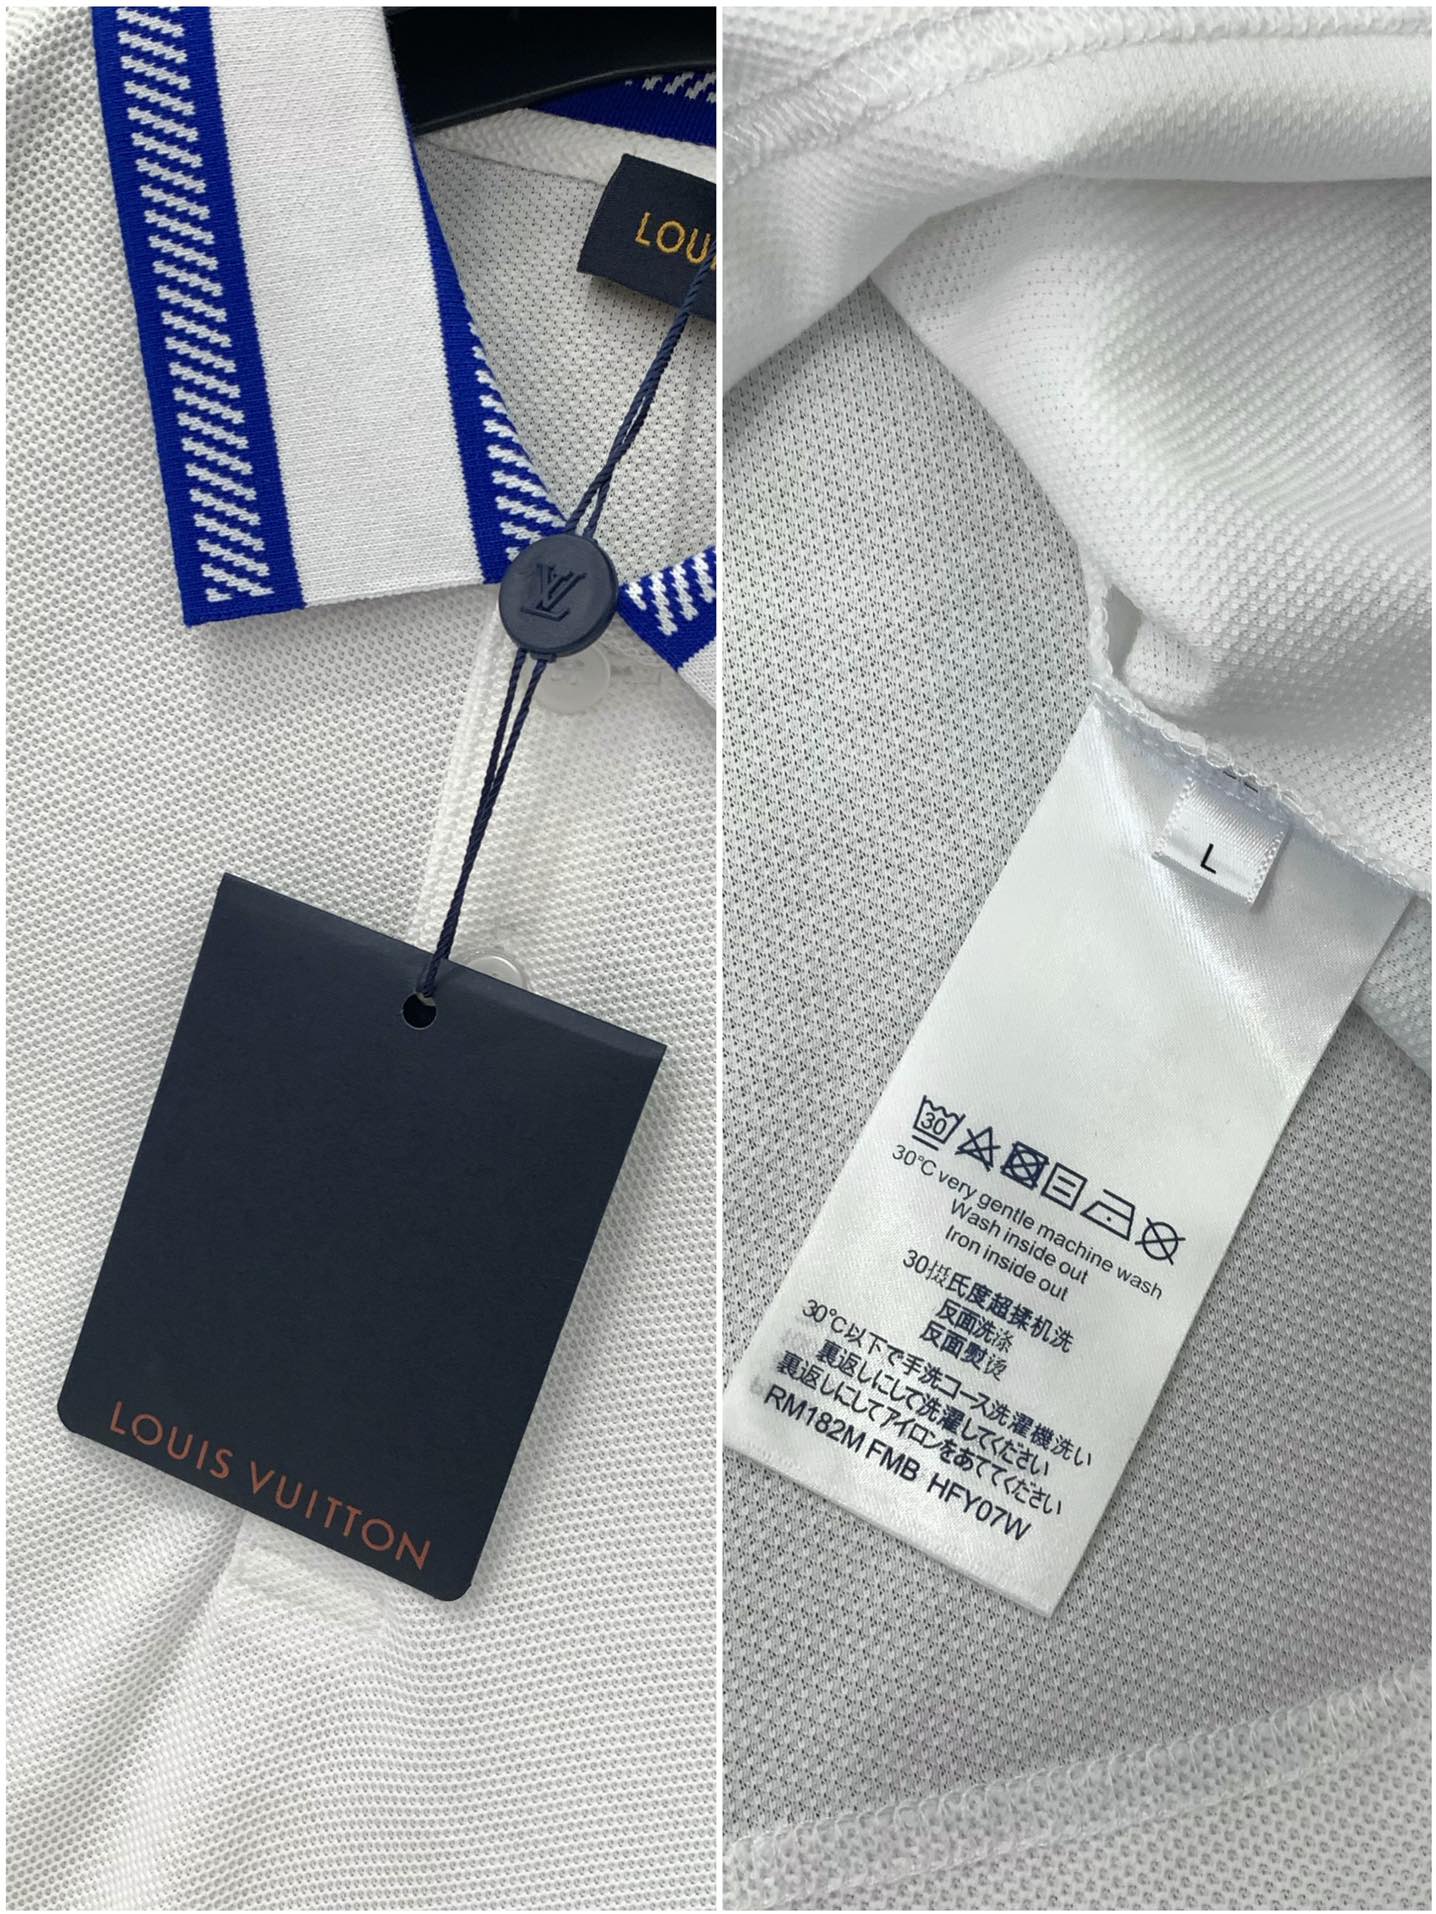 LOU
LV
LOUIS VUITTON
L
30
30°C very gentle machine wash
Wash inside out
Iron inside out
30摄氏度超揉机洗
反面洗涤
反面熨烫
30℃以下で手洗コース洗濯機洗い
裏返しにして洗濯してください
裏返しにしてアイロンをあててください
RM182M FMB HFY07W